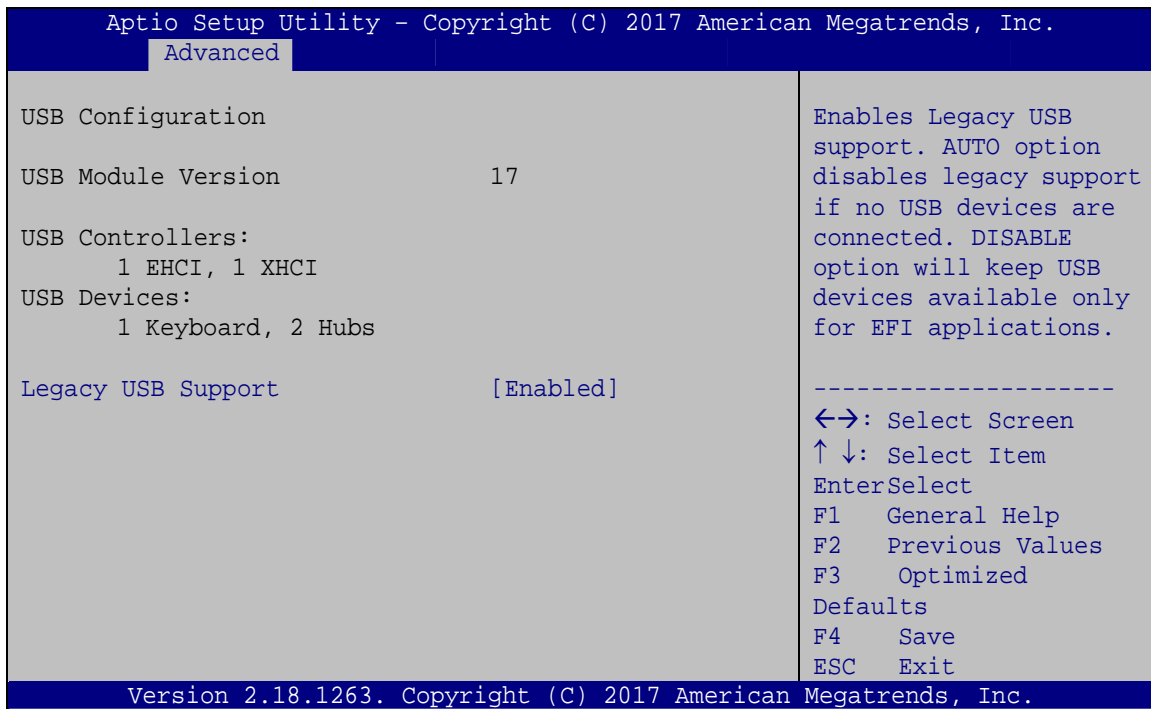 Aptio Setup Utility – Copyright (C) 2017 American Megatrends, Inc.
Advanced
USB Configuration
USB Module Version 17
USB Controllers:
1 EHCI, 1 XHCI
USB Devices:
1 Keyboard, 2 Hubs
Legacy USB Support [Enabled]
Enables Legacy USB
support. AUTO option
disables legacy support
if no USB devices are
connected. DISABLE
option will keep USB
devices available only
for EFI applications.
---------------------
←→: Select Screen
↑ ↓: Select Item
EnterSelect
F1 General Help
F2 Previous Values
F3 Optimized
Defaults
F4 Save
ESC Exit
Version 2.18.1263. Copyright (C) 2017 American Megatrends, Inc.